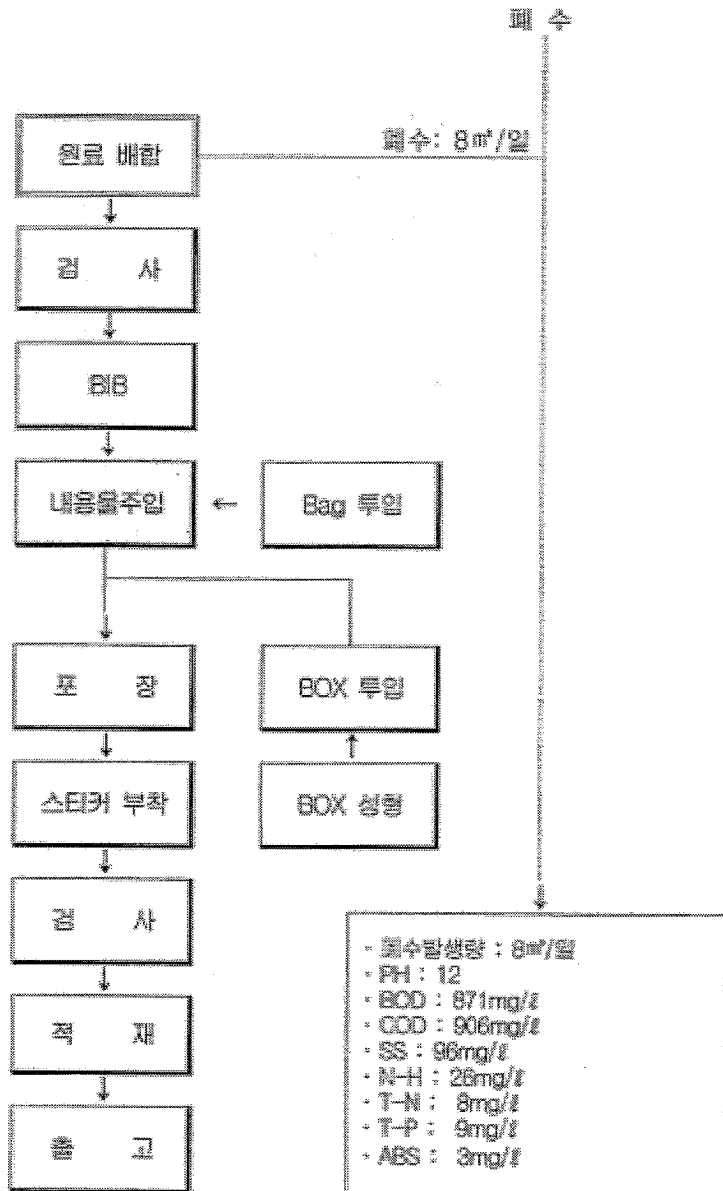 폐 수
원료 배합
폐수: 8㎥/일
검 사
BIB
내용물주입
←
Bag 투입
포 장
BOX 투입
스티커 부착
BOX 성형
검 사
적 재
출 고
· 폐수발생량 : 8㎥/일
· PH : 12
· BOD : 871mg/ℓ
· COD : 906mg/ℓ
· SS : 96mg/ℓ
· N-H : 26mg/ℓ
· T-N : 8mg/ℓ
· T-P : 9mg/ℓ
· ABS : 3mg/ℓ